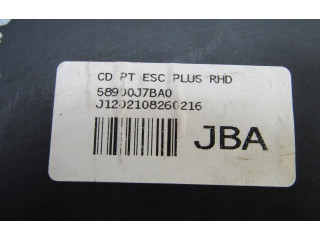 CD PT ESC PLUS RHD
58900J7BA0
J1202108260216
JBA